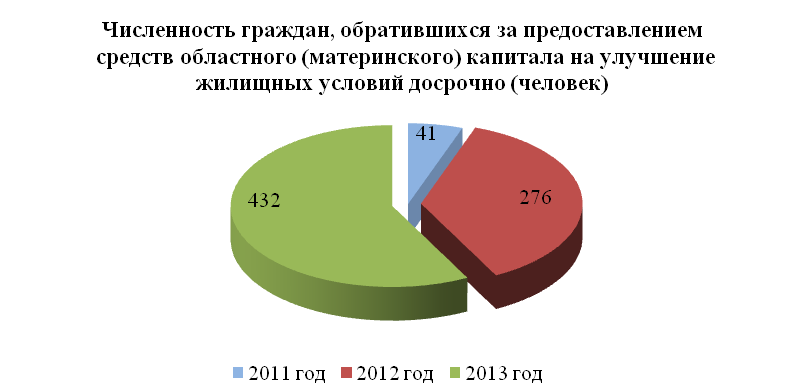 Численность граждан, обратившихся за предоставлением
средств областного (материнского) капитала на улучшение
жилищных условий досрочно (человек)
41
276
432
2011 год 2012 год 2013 год